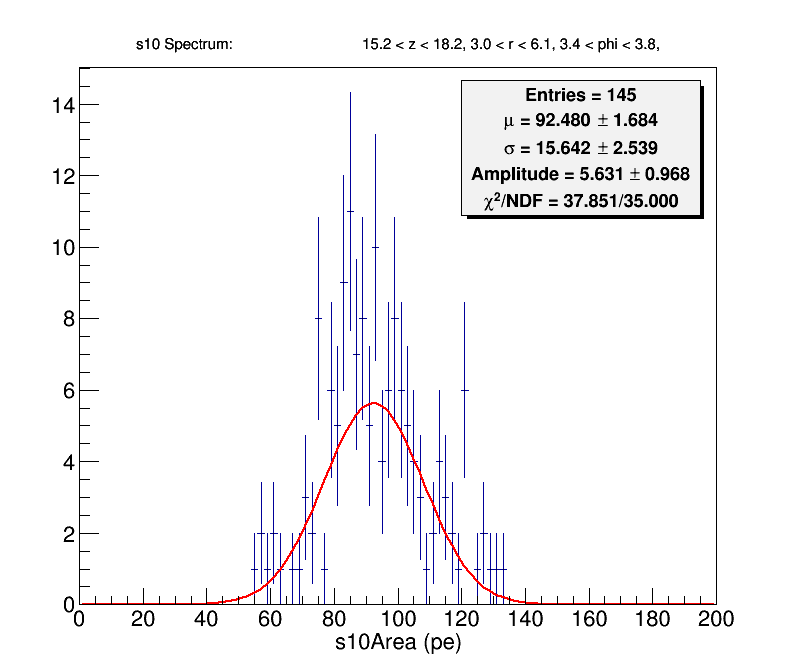 s10 Spectrum: 15.2 < z < 18.2, 3.0 < r < 6.1, 3.4 < phi < 3.8,
Entries = 145
μ = 92.480 ± 1.684
σ = 15.642 ± 2.539
Amplitude = 5.631 ± 0.968
χ²/NDF = 37.851/35.000
14
12
10
8
6
4
2
0
0 20 40 60 80 100 120 140 160 180 200
s10Area (pe)